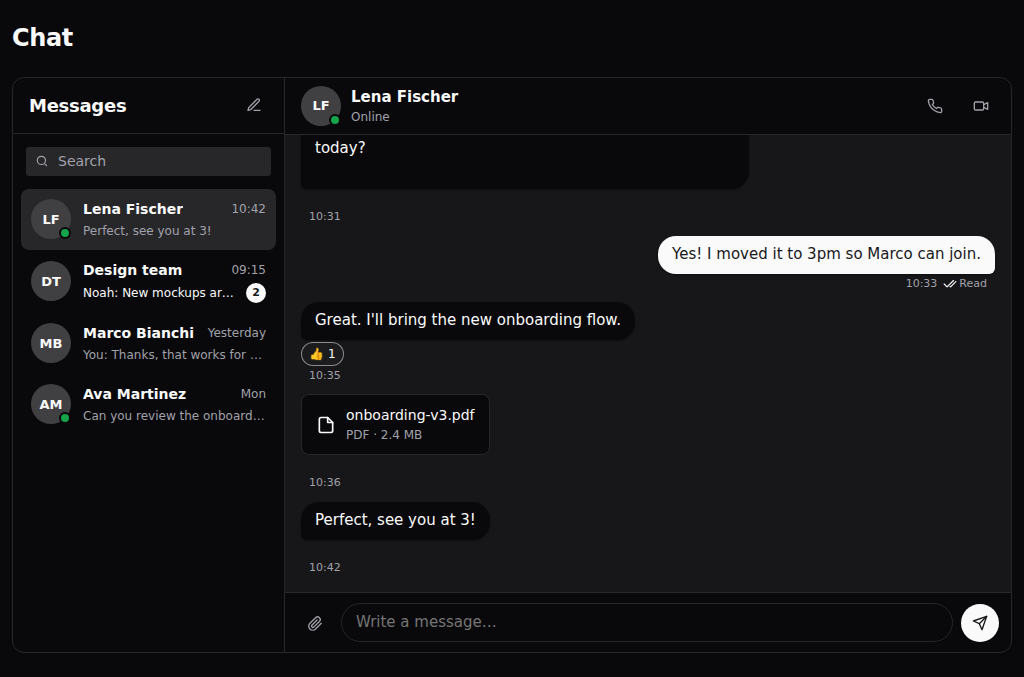 Chat
Messages
Search
LF
Lena Fischer
10:42
Perfect, see you at 3!
DT
Design team
09:15
Noah: New mockups ar…
2
MB
Marco Bianchi
Yesterday
You: Thanks, that works for …
AM
Ava Martinez
Mon
Can you review the onboard…
LF
Lena Fischer
Online
today?
10:31
Yes! I moved it to 3pm so Marco can join.
10:33 Read
Great. I'll bring the new onboarding flow.
👍 1
10:35
onboarding-v3.pdf
PDF · 2.4 MB
10:36
Perfect, see you at 3!
10:42
Write a message…